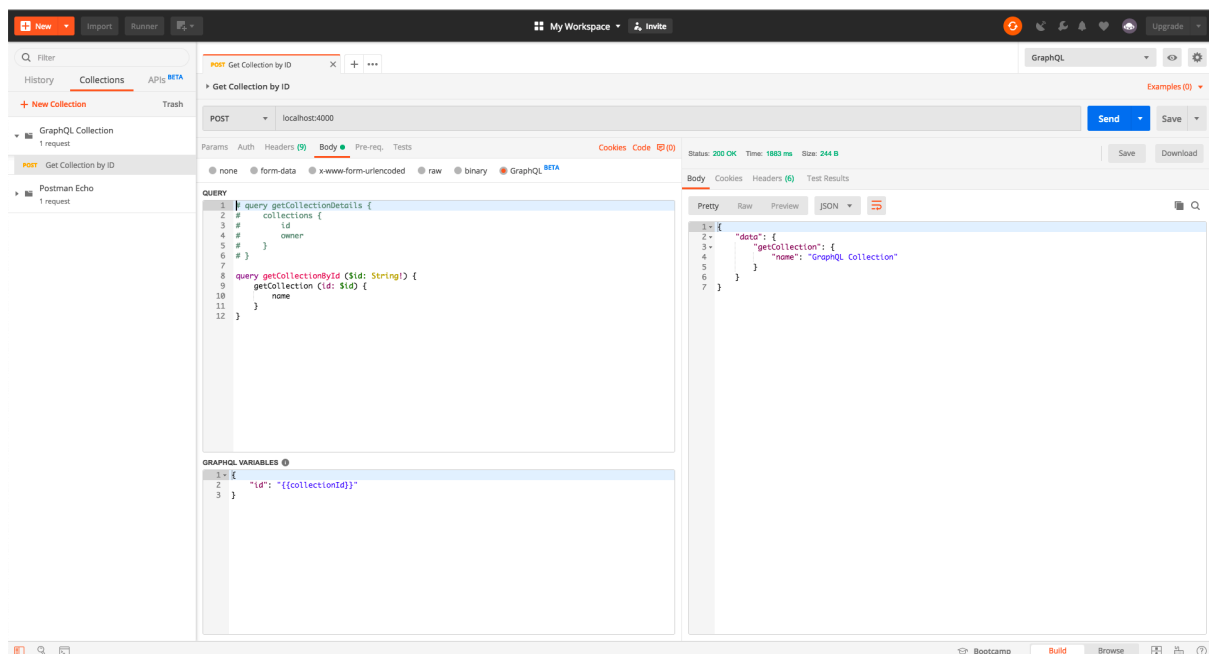 New Import Runner My Workspace Invite Upgrade
Filter
History Collections APIs BETA
+ New Collection Trash
GraphQL Collection
1 request
POST Get Collection by ID
Postman Echo
1 request
POST Get Collection by ID X + ••• GraphQL
Get Collection by ID Examples (0)
POST localhost:4000 Send Save
Params Auth Headers (9) Body Pre-req. Tests Cookies Code (0)
none form-data x-www-form-urlencoded raw binary GraphQL BETA
QUERY
1 # query getCollectionDetails {
2 # collections {
3 # id
4 # owner
5 # }
6 # }
7
8 query getCollectionById ($id: String!) {
9 getCollection (id: $id) {
10 name
11 }
12 }
GRAPHQL VARIABLES
1 {
2 "id": "{{collectionId}}"
3 }
Status: 200 OK Time: 1883 ms Size: 244 B Save Download
Body Cookies Headers (6) Test Results
Pretty Raw Preview JSON
1 {
2 "data": {
3 "getCollection": {
4 "name": "GraphQL Collection"
5 }
6 }
7 }
Bootcamp Build Browse